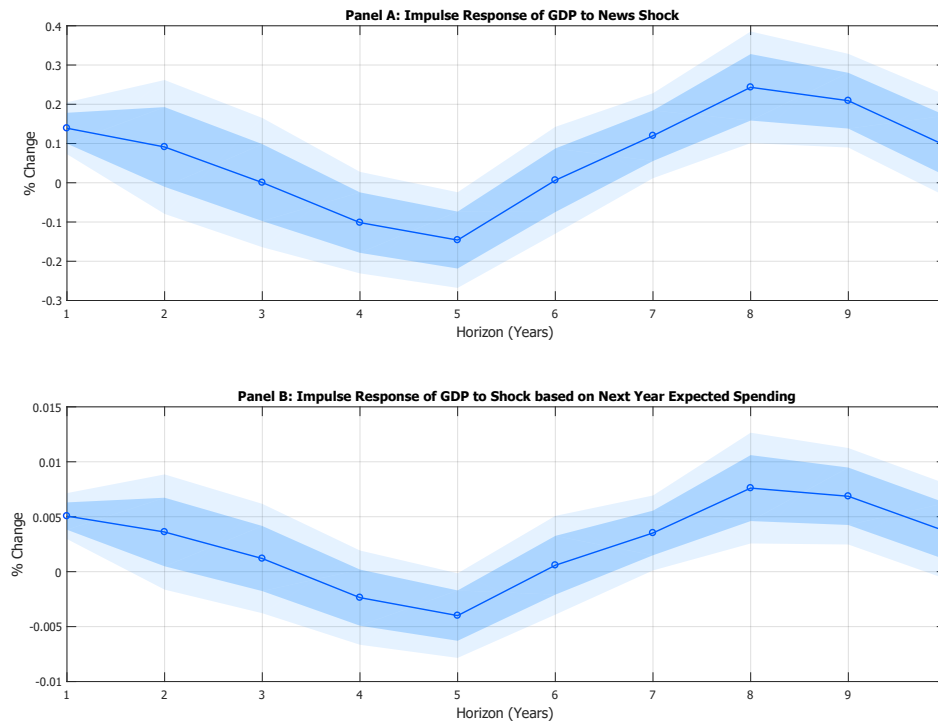 Panel A: Impulse Response of GDP to News Shock
0.4
0.3
0.2
0.1
0
-0.1
-0.2
-0.3
% Change
1 2 3 4 5 6 7 8 9
Horizon (Years)
Panel B: Impulse Response of GDP to Shock based on Next Year Expected Spending
0.015
0.01
0.005
0
-0.005
-0.01
% Change
1 2 3 4 5 6 7 8 9
Horizon (Years)